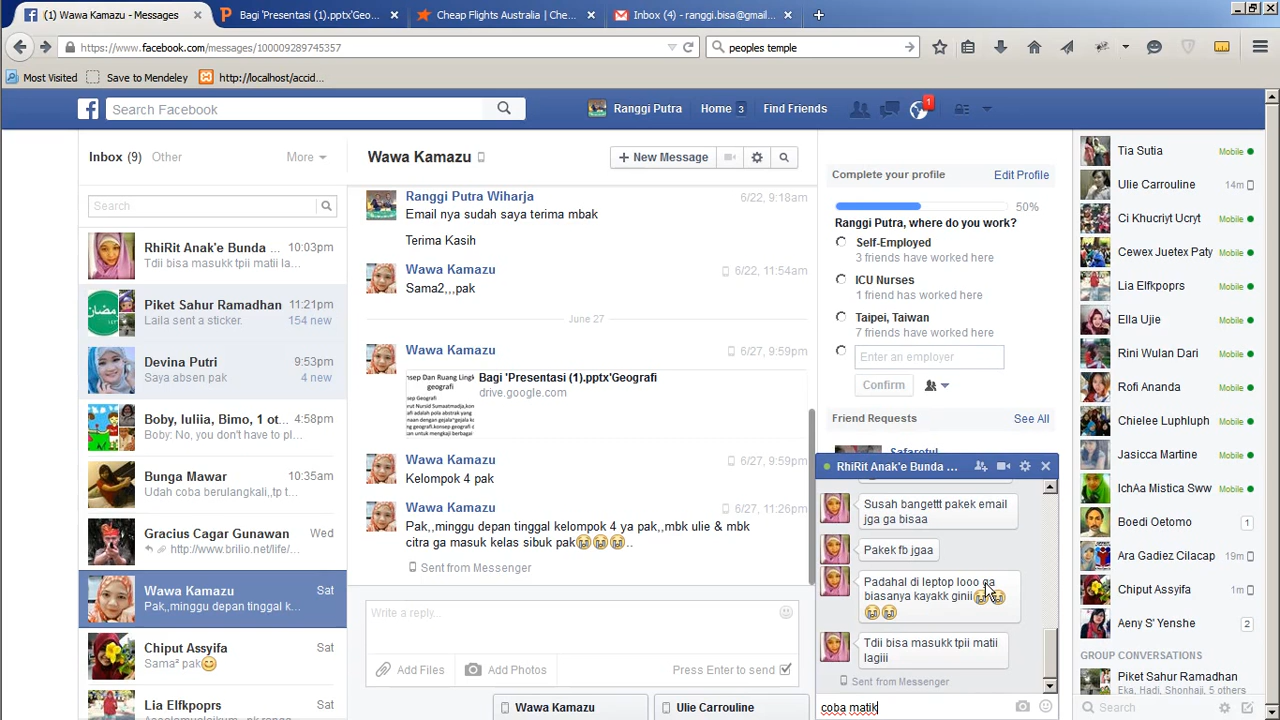 (1) Wawa Kamazu - Messages
Bagi 'Presentasi (1).pptx'Geo...
Cheap Flights Australia | Che...
Inbox (4) - ranggi.bisa@gmail....
https://www.facebook.com/messages/100009289745357
peoples temple
Most Visited
Save to Mendeley
http://localhost/accid...
Search Facebook
Ranggi Putra
Home 3
Find Friends
1
Inbox (9)
Other
More
Search
RhiRit Anak'e Bunda ...
10:03pm
Tdii bisa masukk tpii matii la...
Piket Sahur Ramadhan
11:21pm
Laila sent a sticker.
154 new
Devina Putri
9:53pm
Saya absen pak
4 new
Boby, Iuliia, Bimo, 1 ot...
4:58pm
Boby: No, you don't have to pl...
Bunga Mawar
10:35am
Udah coba berulangkali,,tp t...
Gracius Cagar Gunawan
Wed
http://www.brilio.net/life/...
Wawa Kamazu
Sat
Pak,,minggu depan tinggal k...
Chiput Assyifa
Sat
Sama² pak😊
Lia Elfkpoprs
Sat
Wawa Kamazu
New Message
Ranggi Putra Wiharja
6/22, 9:18am
Email nya sudah saya terima mbak
Terima Kasih
Wawa Kamazu
6/22, 11:54am
Sama2,,,pak
June 27
Wawa Kamazu
6/27, 9:59pm
Bagi 'Presentasi (1).pptx'Geografi
drive.google.com
Wawa Kamazu
6/27, 9:59pm
Kelompok 4 pak
Wawa Kamazu
6/27, 11:26pm
Pak,,minggu depan tinggal kelompok 4 ya pak,,mbk ulie & mbk
citra ga masuk kelas sibuk pak😭😭😭..
Sent from Messenger
Write a reply...
Add Files
Add Photos
Press Enter to send
Wawa Kamazu
Ulie Carrouline
Complete your profile
Edit Profile
50%
Ranggi Putra, where do you work?
Self-Employed
3 friends have worked here
ICU Nurses
1 friend has worked here
Taipei, Taiwan
7 friends have worked here
Enter an employer
Confirm
Friend Requests
See All
RhiRit Anak'e Bunda ...
Susah bangettt pakek email
jga ga bisaa
Pakek fb jgaa
Padahal di leptop looo ga
biasanya kayakk ginii😭😭
😭😭
Tdii bisa masukk tpii matii
lagiii
Sent from Messenger
coba matik
Tia Sutia
Mobile
Ulie Carrouline
14m
Ci Khucriyt Ucryt
Mobile
Cewex Juetex Paty
Mobile
Lia Elfkpoprs
Mobile
Ella Ujie
Mobile
Rini Wulan Dari
Mobile
Rofi Ananda
Mobile
Chielee Luphluph
Mobile
Jasicca Martine
Mobile
IchAa Mistica Sww
Mobile
Boedi Oetomo
1
Ara Gadiez Cilacap
19m
Chiput Assyifa
1m
Aeny S' Yenshe
2
GROUP CONVERSATIONS
Piket Sahur Ramadhan
Eka, Hadi, Shonhaji, 5 others
Search